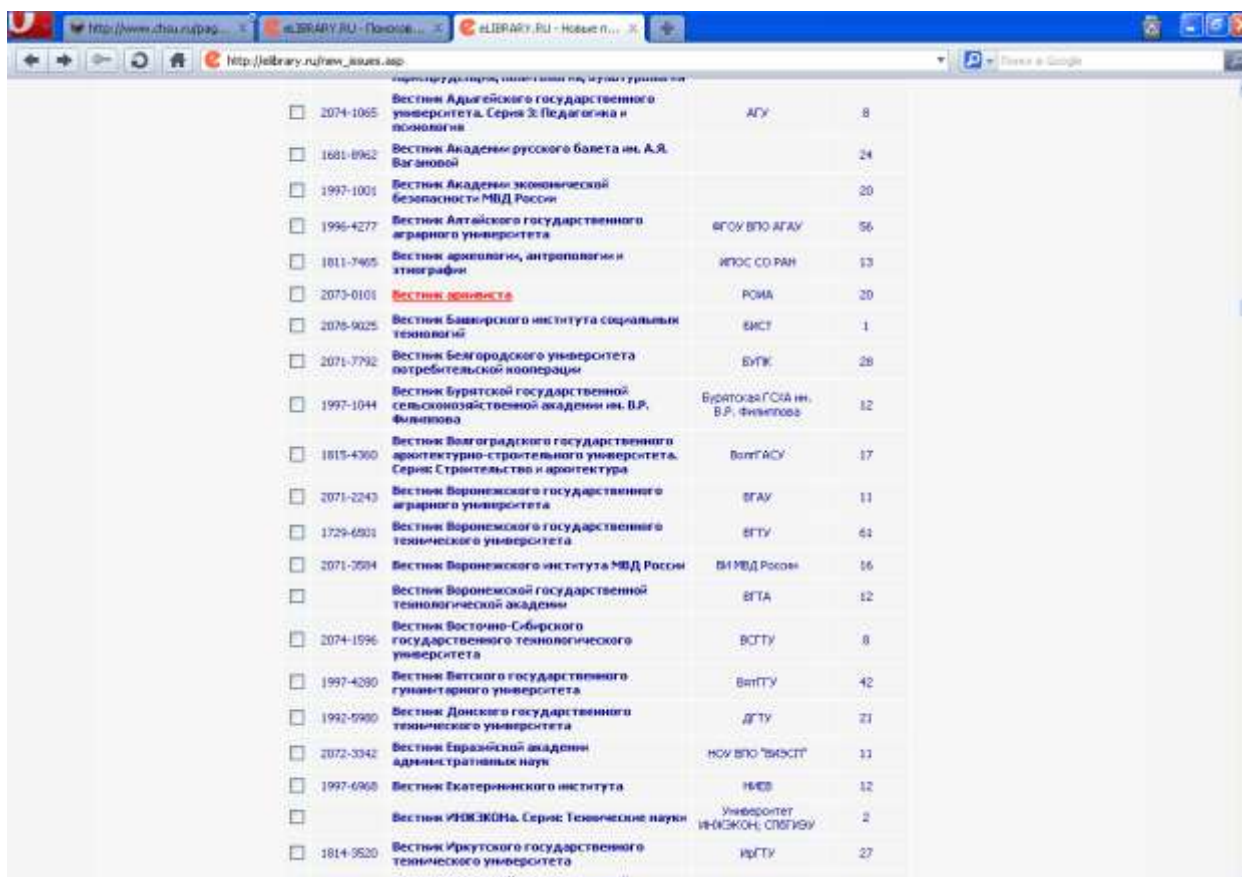 http://www.chsu.ru/pag...
eLIBRARY.RU - Поисков...
eLIBRARY.RU - Новые п...
http://elibrary.ru/new_issues.asp
Поиск в Google
юриспруденция, политология, культурология
2074-1065 Вестник Адыгейского государственного университета. Серия 3: Педагогика и психология АГУ 8
1681-8962 Вестник Академии русского балета им. А.Я. Вагановой 24
1997-1001 Вестник Академии экономической безопасности МВД России 20
1996-4277 Вестник Алтайского государственного аграрного университета ФГОУ ВПО АГАУ 56
1811-7465 Вестник археологии, антропологии и этнографии ИПОС СО РАН 13
2073-0101 Вестник архивиста РОИА 20
2078-9025 Вестник Башкирского института социальных технологий БИСТ 1
2071-7792 Вестник Белгородского университета потребительской кооперации БУПК 28
1997-1044 Вестник Бурятской государственной сельскохозяйственной академии им. В.Р. Филиппова Бурятская ГСХА им. В.Р. Филиппова 12
1815-4360 Вестник Волгоградского государственного архитектурно-строительного университета. Серия: Строительство и архитектура ВолгГАСУ 17
2071-2243 Вестник Воронежского государственного аграрного университета ВГАУ 11
1729-6501 Вестник Воронежского государственного технического университета ВГТУ 61
2071-3584 Вестник Воронежского института МВД России ВИ МВД России 16
Вестник Воронежской государственной технологической академии ВГТА 12
2074-1596 Вестник Восточно-Сибирского государственного технологического университета ВСГТУ 8
1997-4280 Вестник Вятского государственного гуманитарного университета ВятГГУ 42
1992-5980 Вестник Донского государственного технического университета ДГТУ 21
2072-3342 Вестник Евразийской академии административных наук НОУ ВПО "ВИЭСП" 11
1997-6968 Вестник Екатерининского института НИЕВ 12
Вестник ИНЖЭКОНа. Серия: Технические науки Университет ИНЖЭКОН; СПбГИЭУ 2
1814-3520 Вестник Иркутского государственного технического университета ИрГТУ 27